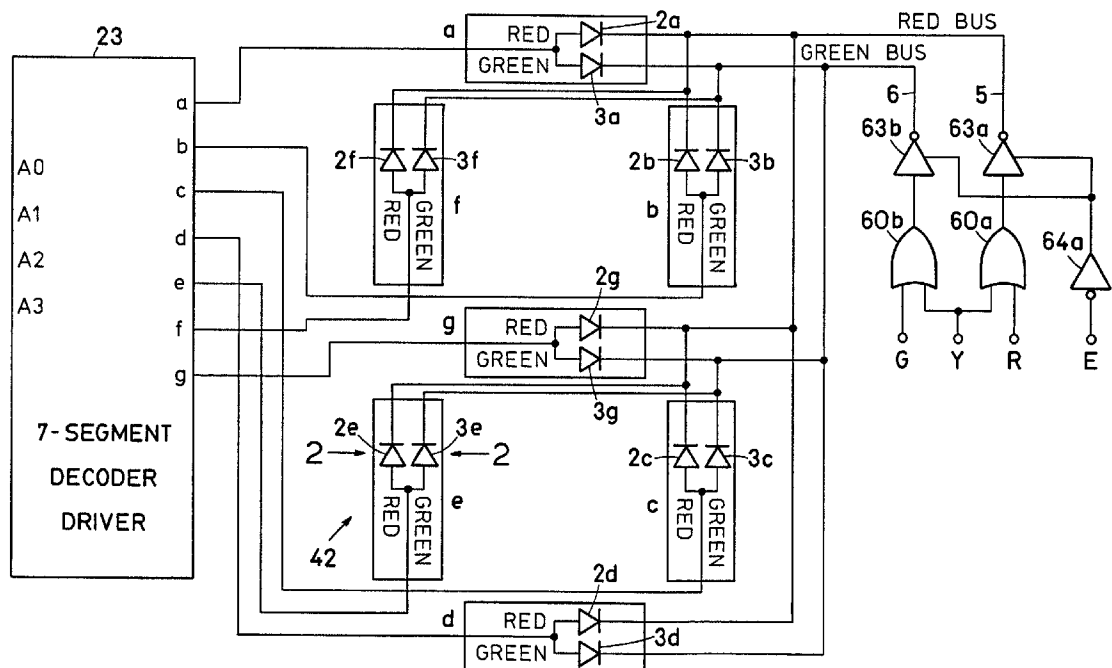 23
a
RED
GREEN
2a
3a
RED BUS
GREEN BUS
6
5
63b
63a
a
b
c
d
e
f
g
A0
A1
A2
A3
2f
3f
RED
GREEN
f
2b
3b
b
RED
GREEN
60b
60a
64a
G
Y
R
E
g
RED
GREEN
2g
3g
7-SEGMENT
DECODER
DRIVER
2
2e
3e
2
RED
GREEN
e
42
2c
3c
c
RED
GREEN
d
RED
GREEN
2d
3d